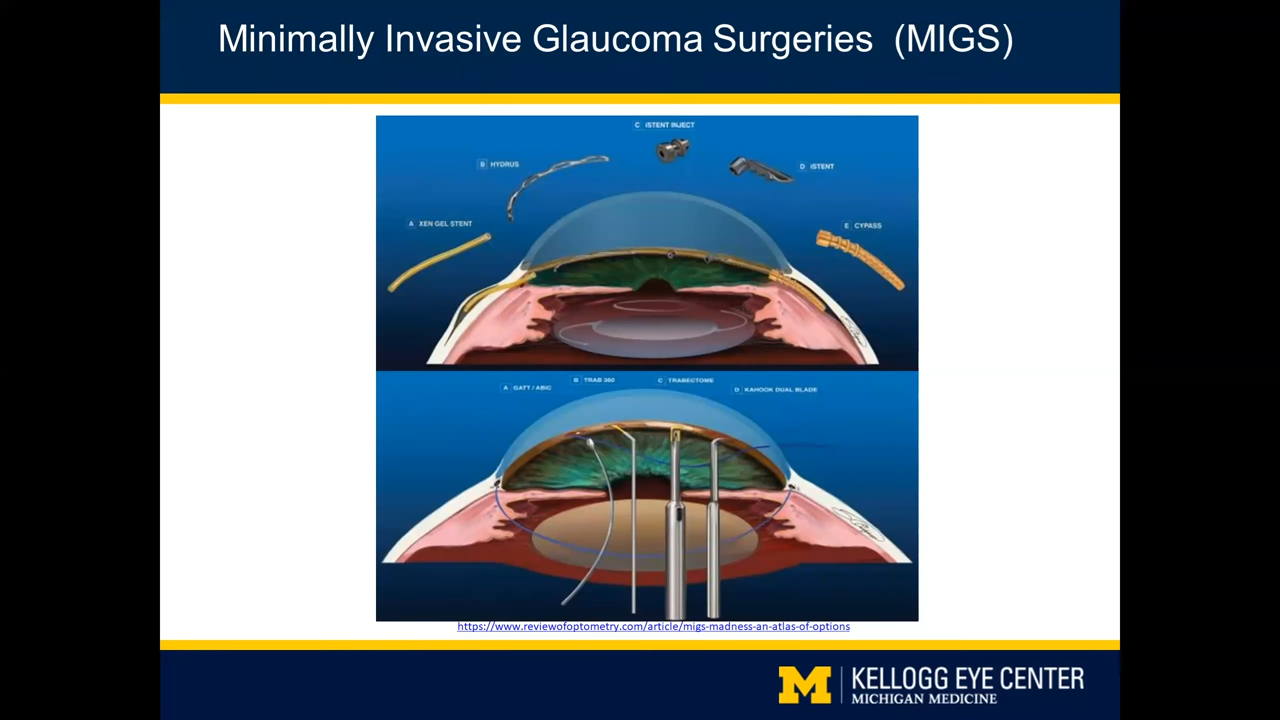 Minimally Invasive Glaucoma Surgeries (MIGS)
C iSTENT INJECT
B HYDRUS
D iSTENT
A XEN GEL STENT
E CYPASS
A GATT / ABIC
B TRAB 360
C TRABECTOME
D KAHOOK DUAL BLADE
https://www.reviewofoptometry.com/article/migs-madness-an-atlas-of-options
M
KELLOGG EYE CENTER
MICHIGAN MEDICINE